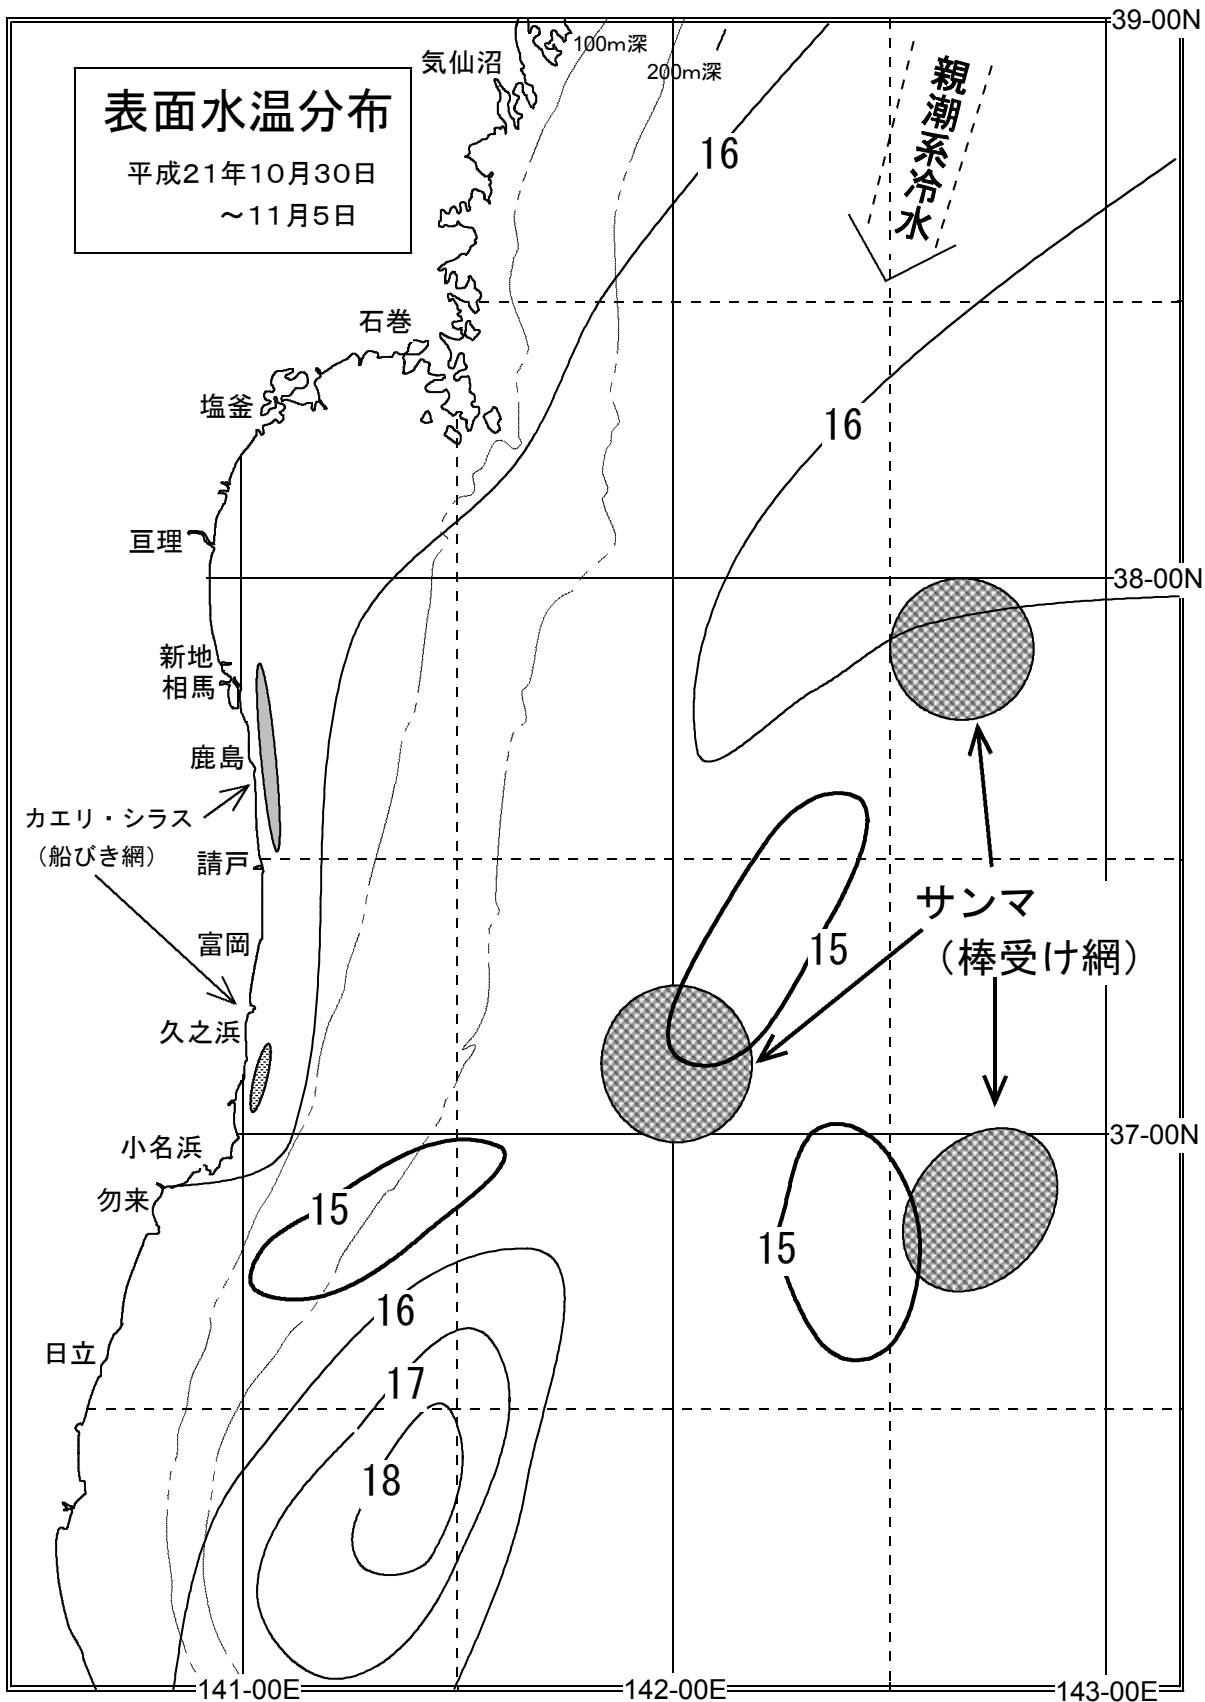 39-00N
100m深
気仙沼
200m深
表面水温分布
平成21年10月30日
～11月5日
親潮系冷水
16
石巻
塩釜
16
亘理
38-00N
新地
相馬
鹿島
カエリ・シラス
（船びき網）
請戸
サンマ
（棒受け網）
富岡
15
久之浜
37-00N
小名浜
勿来
15
15
16
日立
17
18
141-00E
142-00E
143-00E